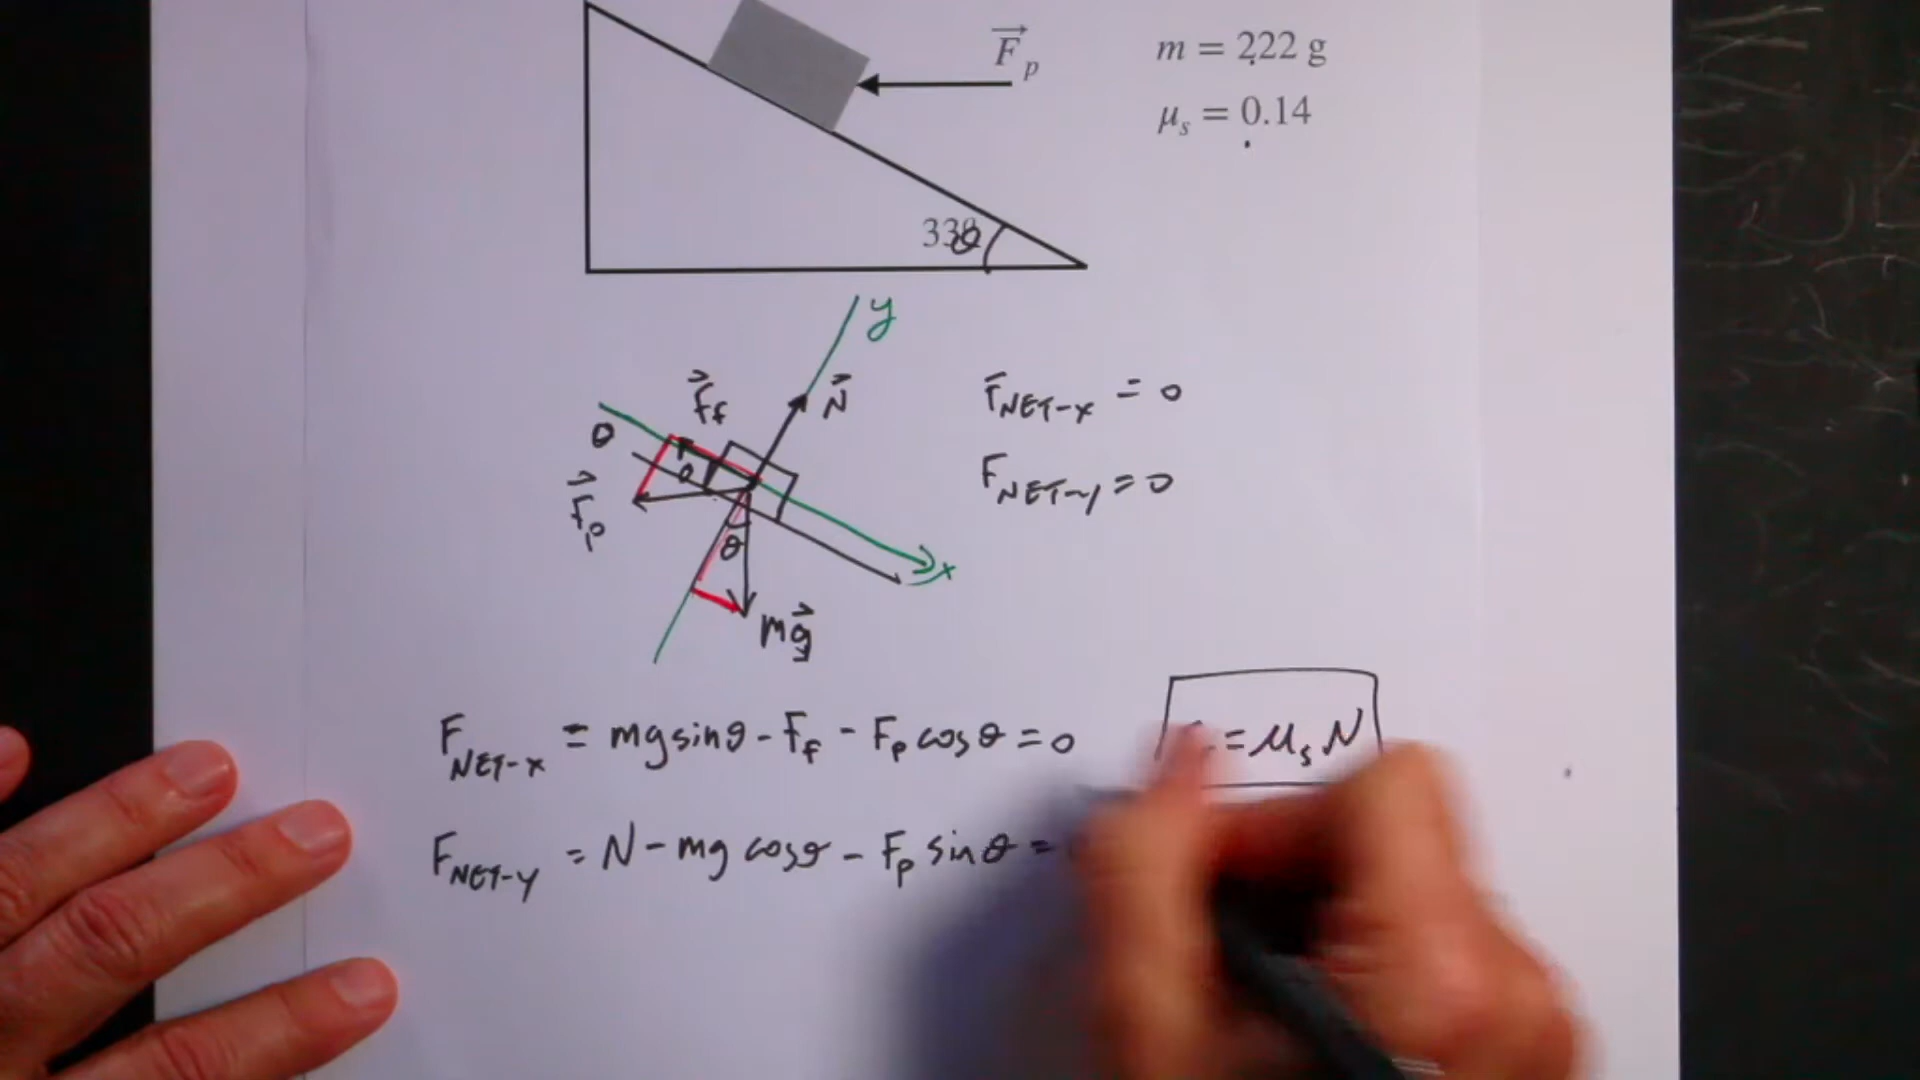 F⃗p
m = 222 g
μs = 0.14
33 θ
y
F⃗f
N⃗
FNET-x = 0
θ
θ
F⃗p
FNET-y = 0
θ
x
mg⃗
FNET-x = mg sinθ - Ff - Fp cosθ = 0
= μs N
FNET-y = N - mg cosθ - Fp sinθ =